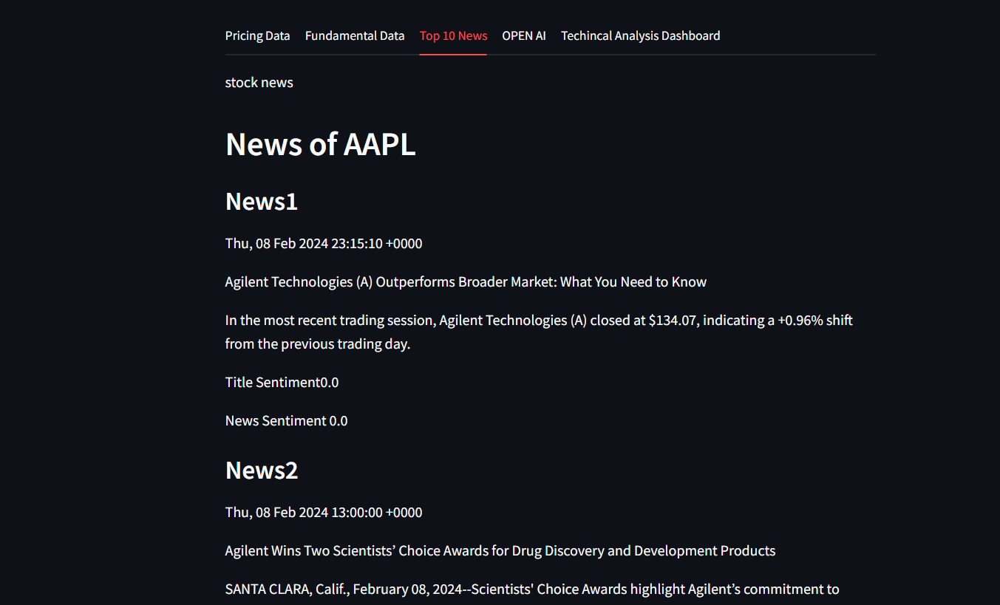 Pricing Data Fundamental Data Top 10 News OPEN AI Techincal Analysis Dashboard
stock news
News of AAPL
News1
Thu, 08 Feb 2024 23:15:10 +0000
Agilent Technologies (A) Outperforms Broader Market: What You Need to Know
In the most recent trading session, Agilent Technologies (A) closed at $134.07, indicating a +0.96% shift
from the previous trading day.
Title Sentiment0.0
News Sentiment 0.0
News2
Thu, 08 Feb 2024 13:00:00 +0000
Agilent Wins Two Scientists’ Choice Awards for Drug Discovery and Development Products
SANTA CLARA, Calif., February 08, 2024--Scientists' Choice Awards highlight Agilent’s commitment to